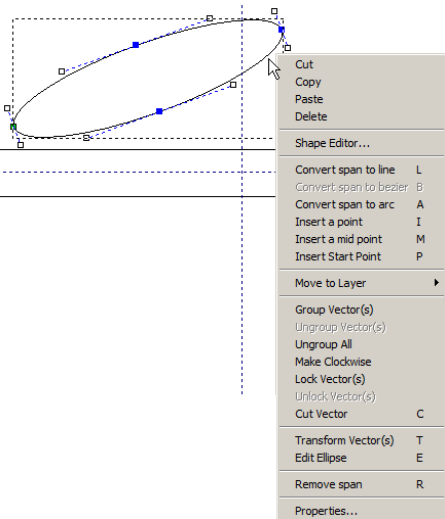 Cut
Copy
Paste
Delete
Shape Editor...
Convert span to line L
Convert span to bezier B
Convert span to arc A
Insert a point I
Insert a mid point M
Insert Start Point P
Move to Layer
Group Vector(s)
Ungroup Vector(s)
Ungroup All
Make Clockwise
Lock Vector(s)
Unlock Vector(s)
Cut Vector C
Transform Vector(s) T
Edit Ellipse E
Remove span R
Properties...